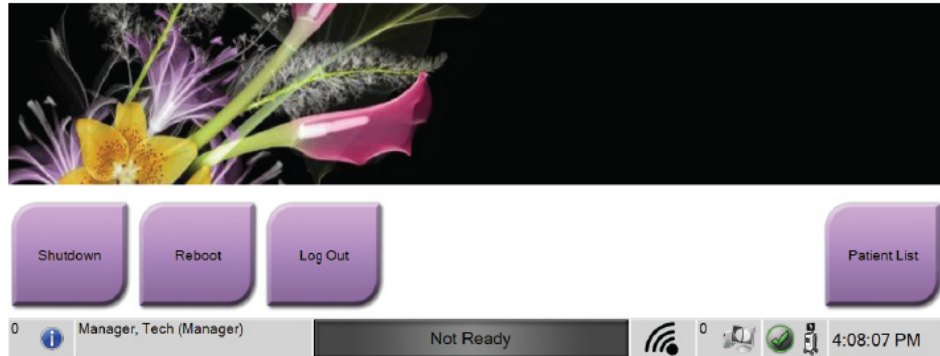 Shutdown
Reboot
Log Out
Patient List
0
Manager, Tech (Manager)
Not Ready
0
4:08:07 PM